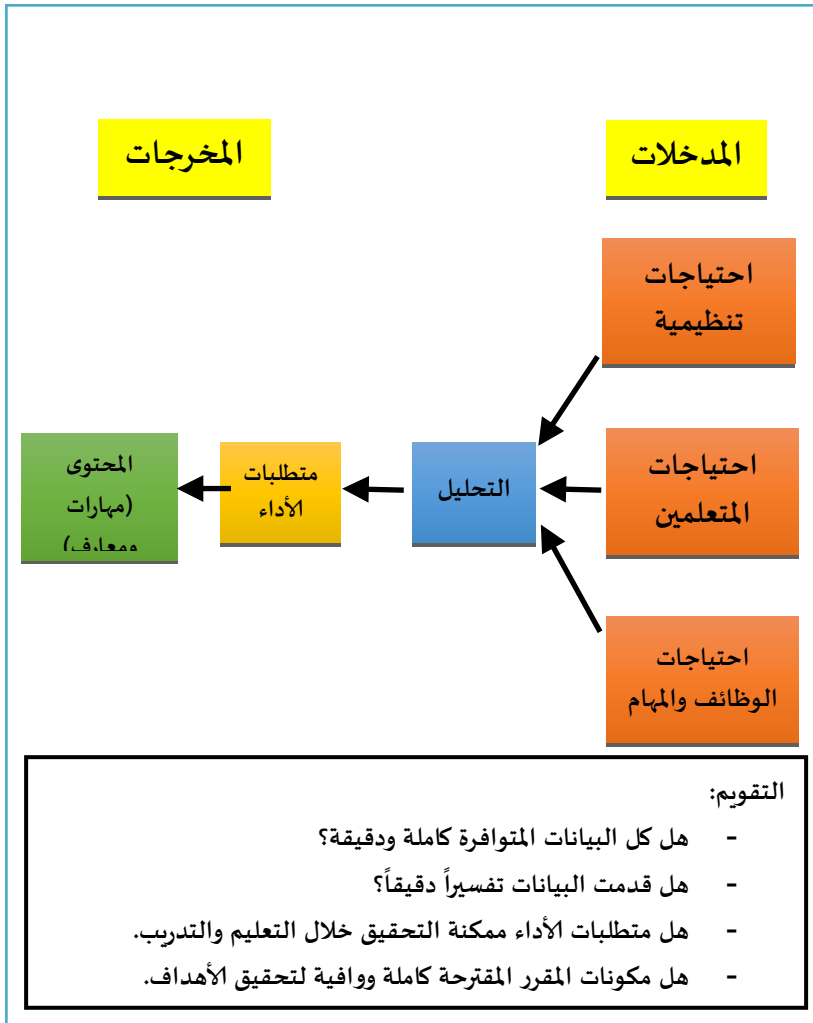 المدخلات
المخرجات
احتياجات
تنظيمية
احتياجات
المتعلمين
احتياجات
الوظائف والمهام
التحليل
متطلبات
الأداء
المحتوى
(مهارات
ومعارف)
التقويم:
- هل كل البيانات المتوافرة كاملة ودقيقة؟
- هل قدمت البيانات تفسيراً دقيقاً؟
- هل متطلبات الأداء ممكنة التحقيق خلال التعليم والتدريب.
- هل مكونات المقرر المقترحة كاملة ووافية لتحقيق الأهداف.